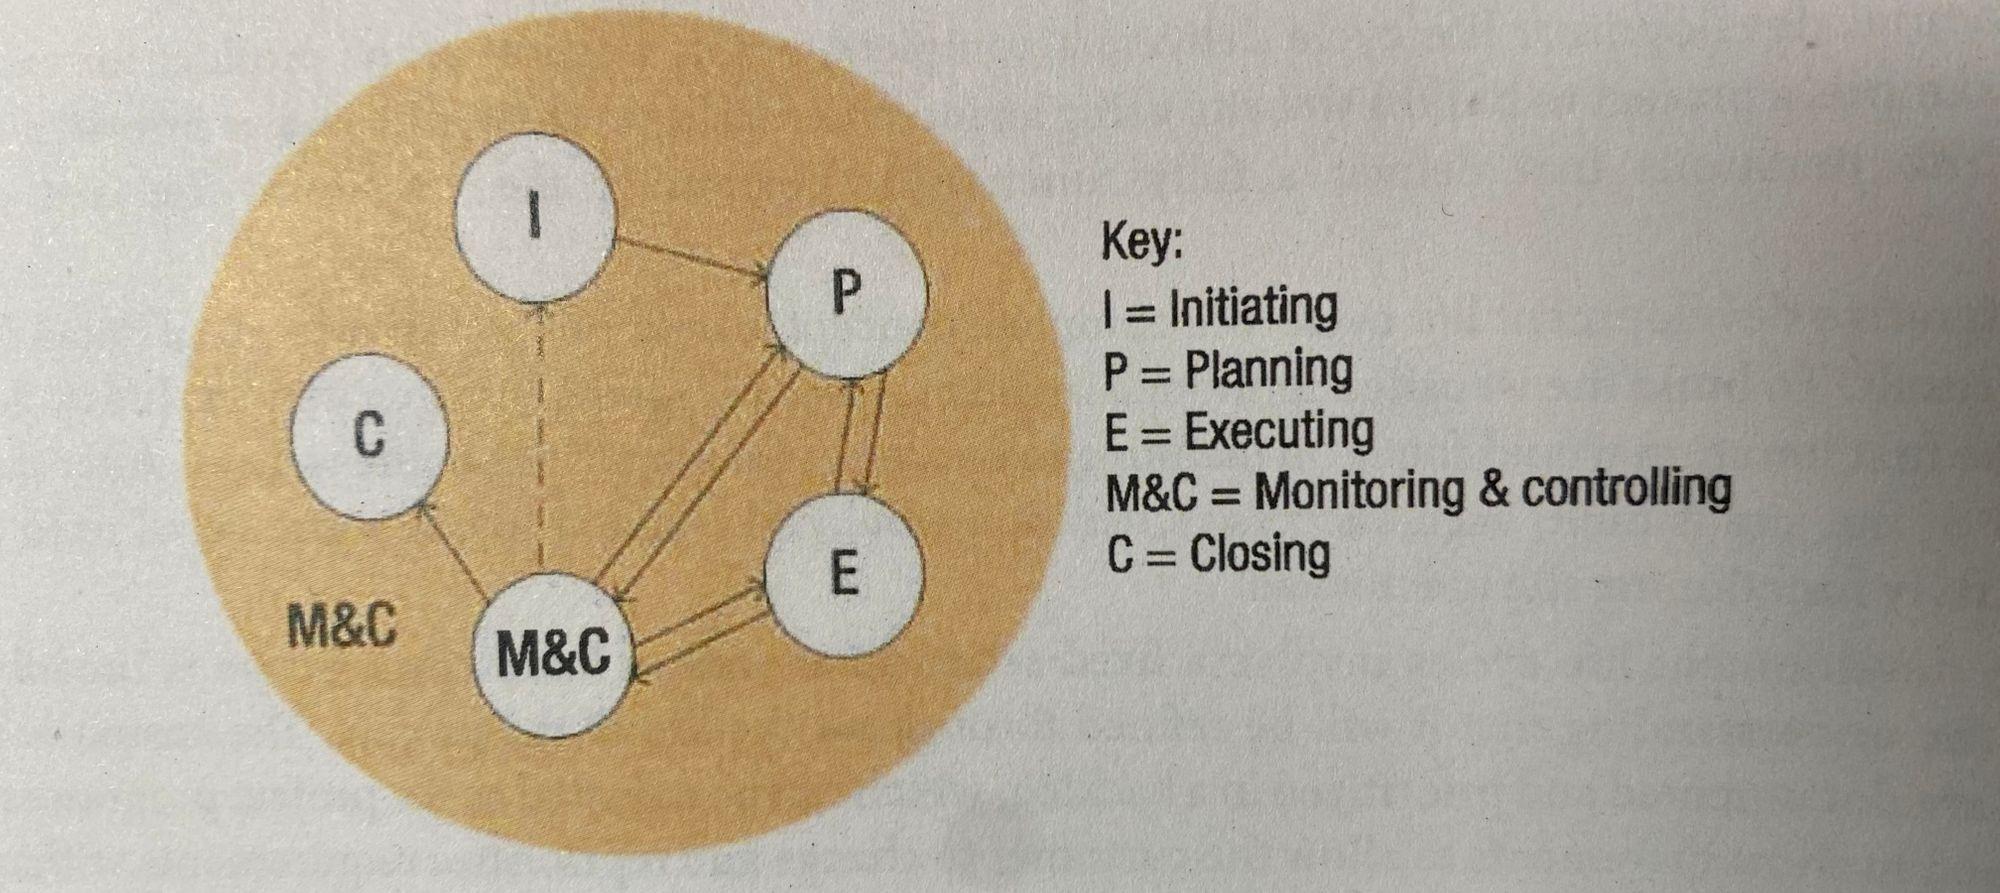 I
P
C
E
M&C
M&C
Key:
I = Initiating
P = Planning
E = Executing
M&C = Monitoring & controlling
C = Closing